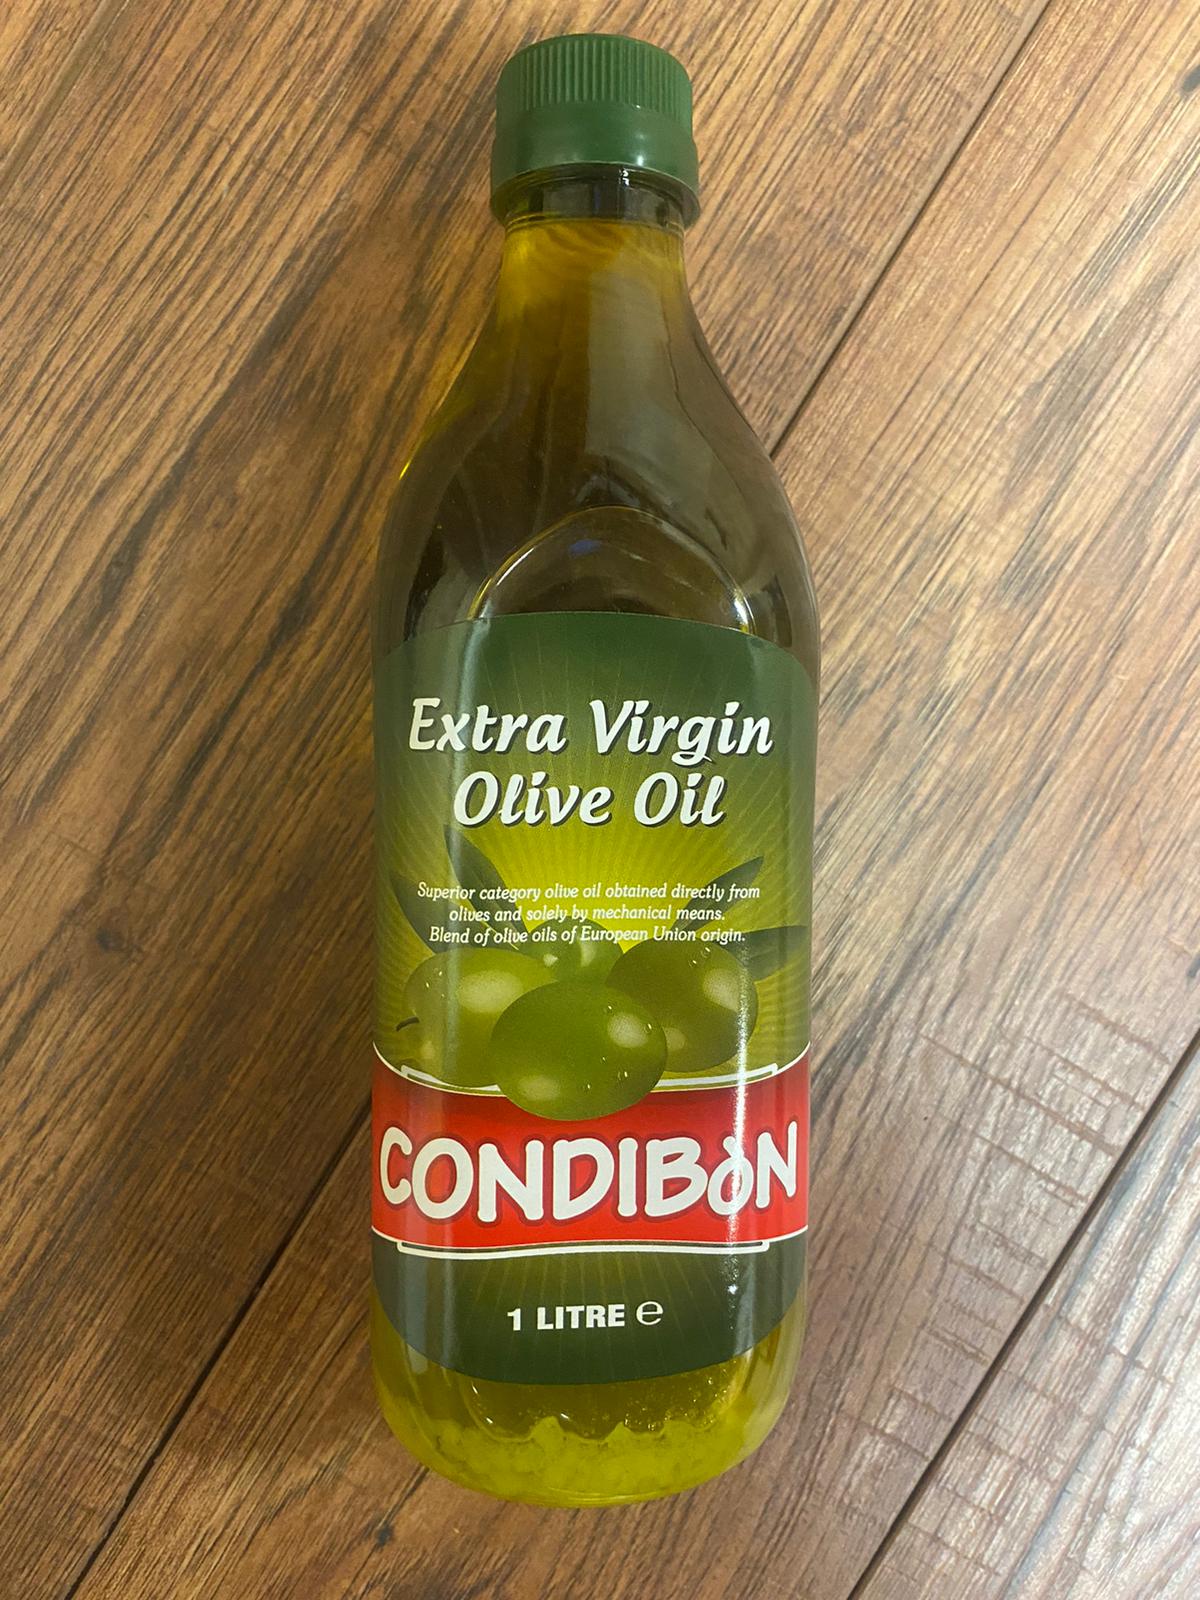 Extra Virgin
Olive Oil
Superior category olive oil obtained directly from
olives and solely by mechanical means.
Blend of olive oils of European Union origin.
CONDIBÒN
1 LITRE ℮